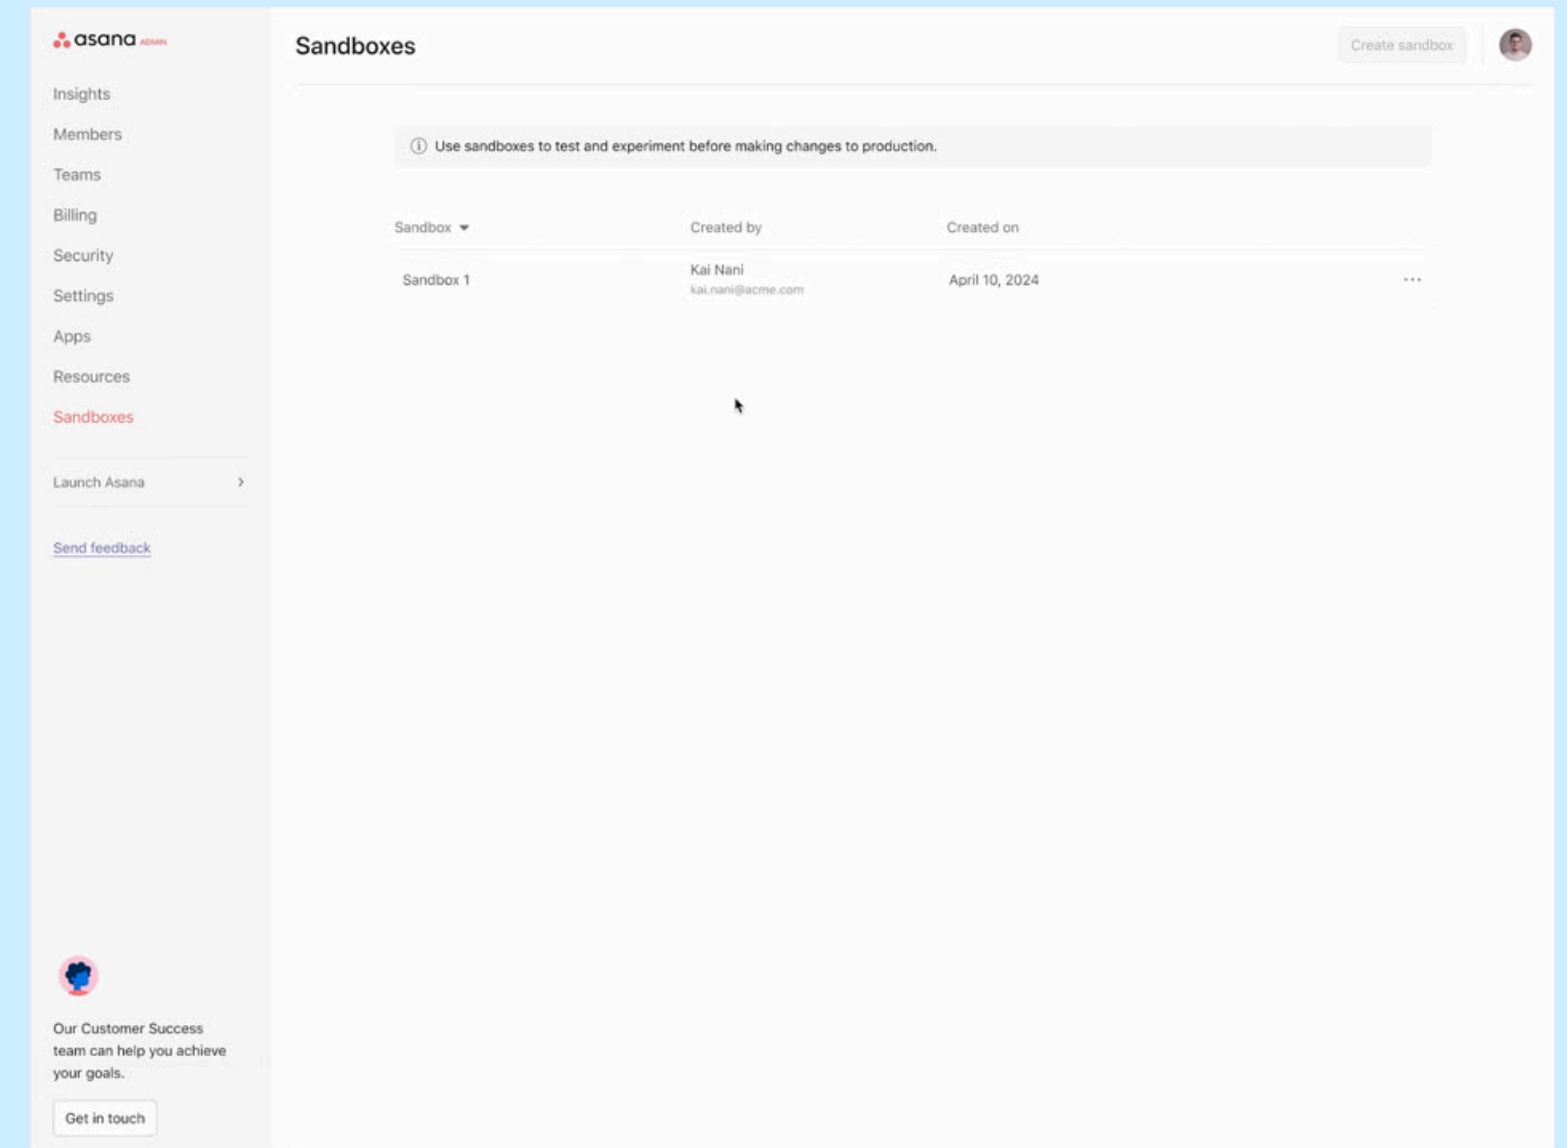 asana ADMIN
Insights
Members
Teams
Billing
Security
Settings
Apps
Resources
Sandboxes
Launch Asana
Send feedback
Our Customer Success
team can help you achieve
your goals.
Get in touch
Sandboxes
Create sandbox
Use sandboxes to test and experiment before making changes to production.
Sandbox Created by Created on
Sandbox 1 Kai Nani April 10, 2024
kai.nani@acme.com